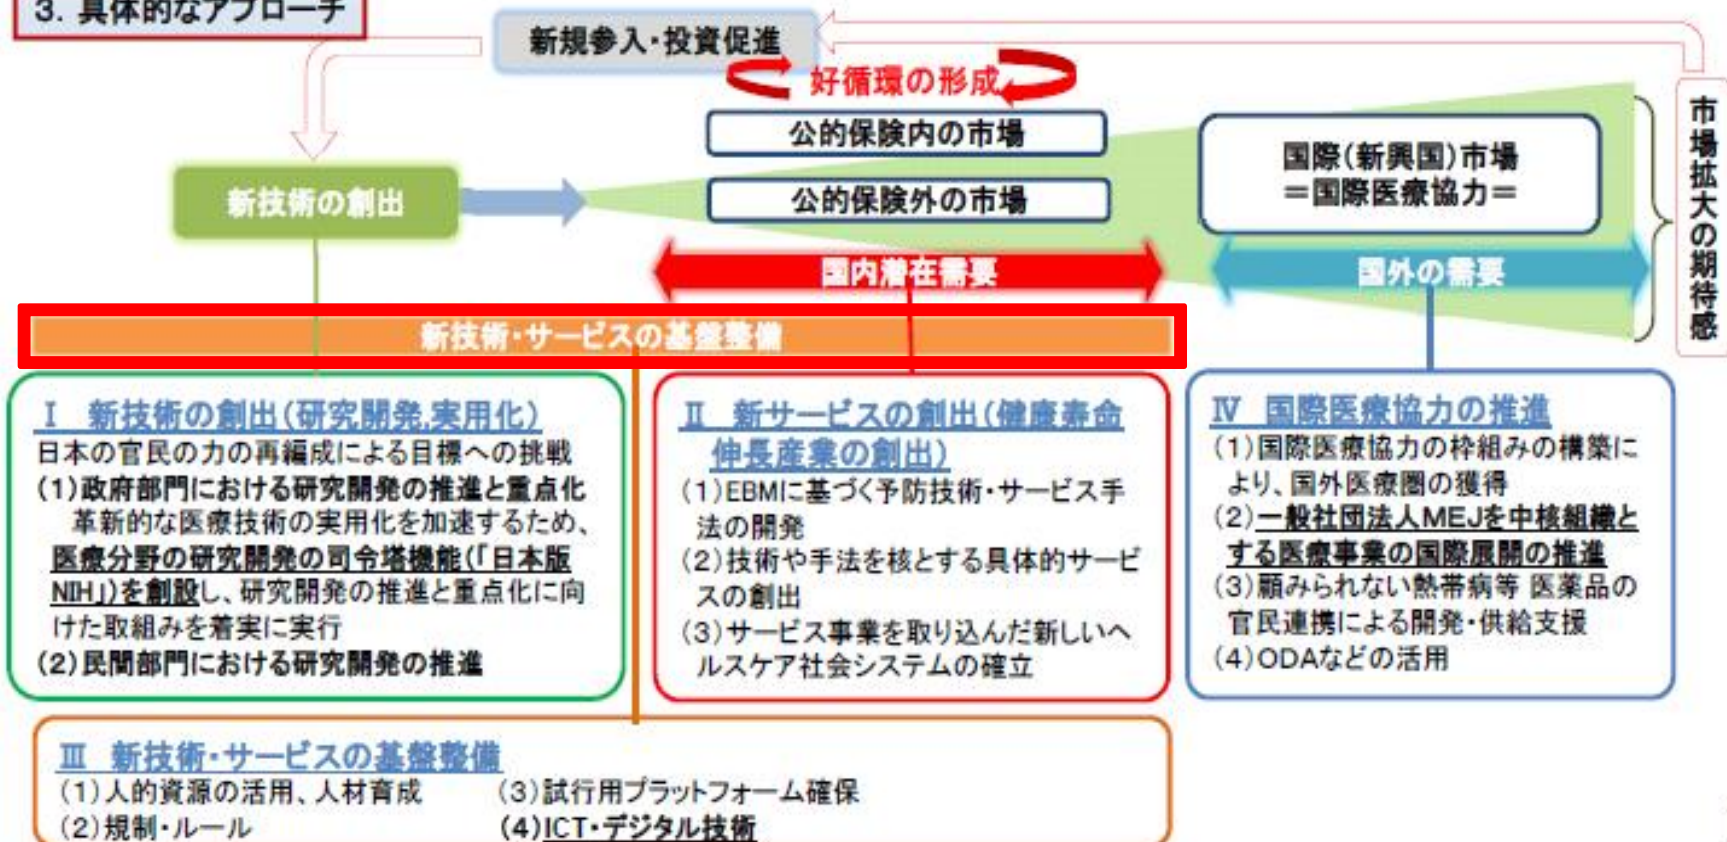 3. 具体的なアプローチ
新規参入・投資促進
好循環の形成
公的保険内の市場
公的保険外の市場
国際(新興国)市場
=国際医療協力=
市場拡大の期待感
新技術の創出
国内潜在需要
国外の需要
新技術・サービスの基盤整備
Ⅰ 新技術の創出(研究開発,実用化)
日本の官民の力の再編成による目標への挑戦
(1)政府部門における研究開発の推進と重点化
革新的な医療技術の実用化を加速するため、
医療分野の研究開発の司令塔機能(「日本版
NIH」)を創設し、研究開発の推進と重点化に向
けた取組みを着実に実行
(2)民間部門における研究開発の推進
Ⅱ 新サービスの創出(健康寿命
伸長産業の創出)
(1)EBMに基づく予防技術・サービス手
法の開発
(2)技術や手法を核とする具体的サービ
スの創出
(3)サービス事業を取り込んだ新しいヘ
ルスケア社会システムの確立
Ⅳ 国際医療協力の推進
(1)国際医療協力の枠組みの構築に
より、国外医療圏の獲得
(2)一般社団法人MEJを中核組織と
する医療事業の国際展開の推進
(3)顧みられない熱帯病等 医薬品の
官民連携による開発・供給支援
(4)ODAなどの活用
Ⅲ 新技術・サービスの基盤整備
(1)人的資源の活用、人材育成
(2)規制・ルール
(3)試行用プラットフォーム確保
(4)ICT・デジタル技術